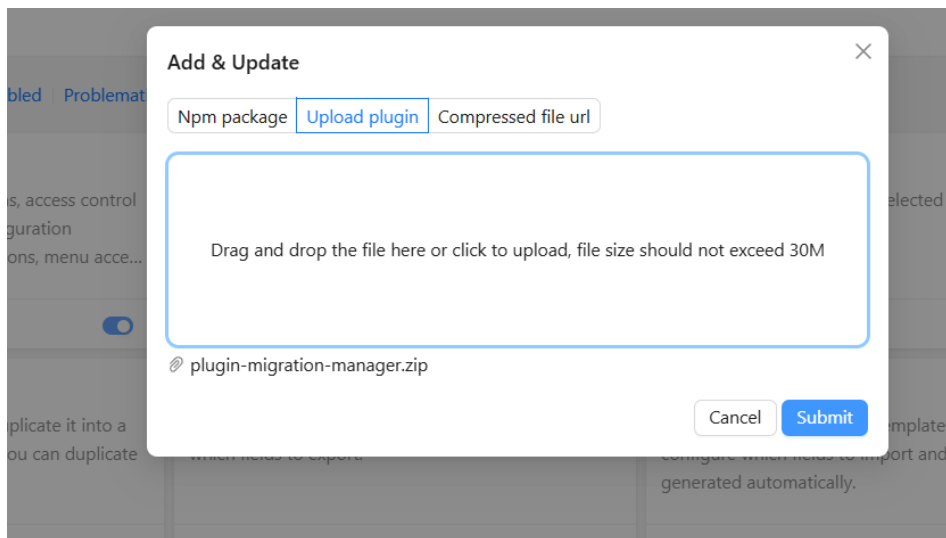 Add & Update
bled
Problemat
Npm package
Upload plugin
Compressed file url
s, access control
guration
ons, menu acce...
elected
Drag and drop the file here or click to upload, file size should not exceed 30M
plugin-migration-manager.zip
Cancel
Submit
plicate it into a
ou can duplicate
which fields to export.
emplate
configure which fields to import and
generated automatically.